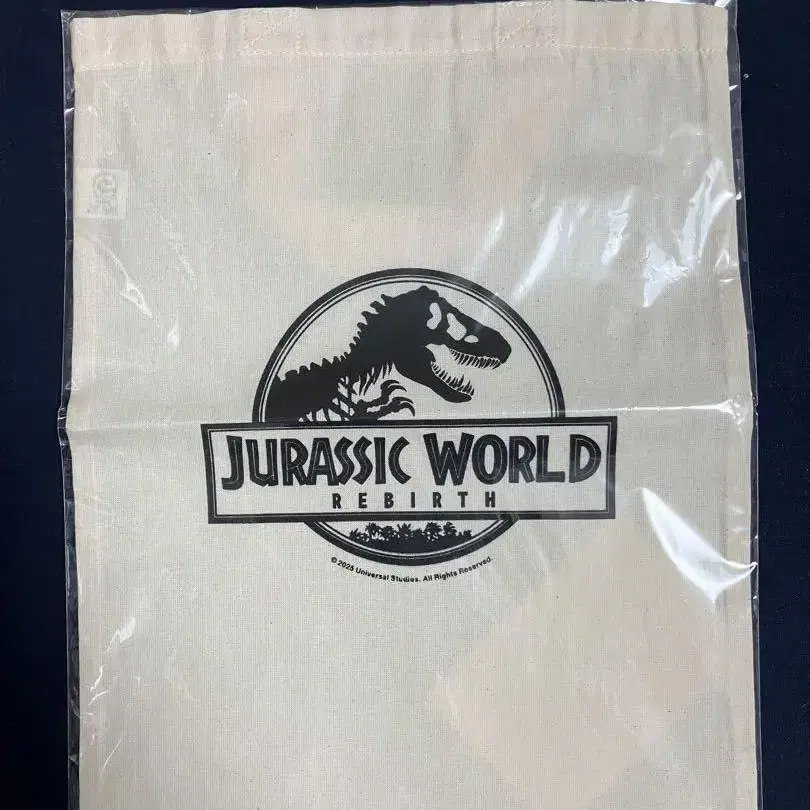 JURASSIC WORLD
REBIRTH
© 2025 Universal Studios. All Rights Reserved.